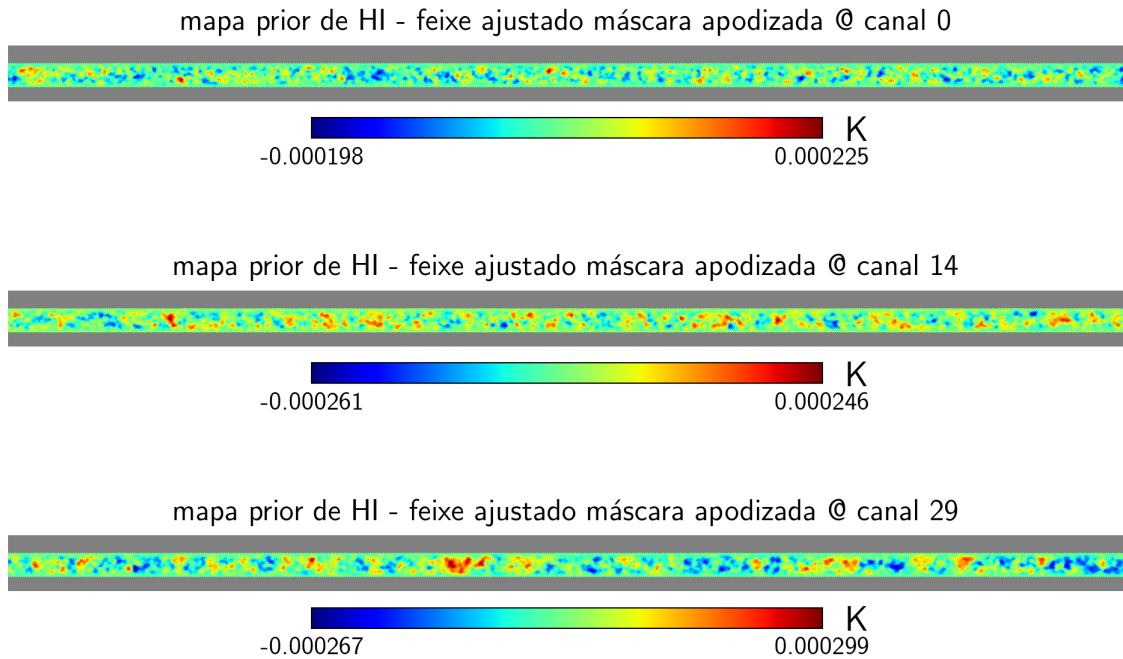 mapa prior de HI - feixe ajustado máscara apodizada @ canal 0
K
-0.000198 0.000225
mapa prior de HI - feixe ajustado máscara apodizada @ canal 14
K
-0.000261 0.000246
mapa prior de HI - feixe ajustado máscara apodizada @ canal 29
K
-0.000267 0.000299